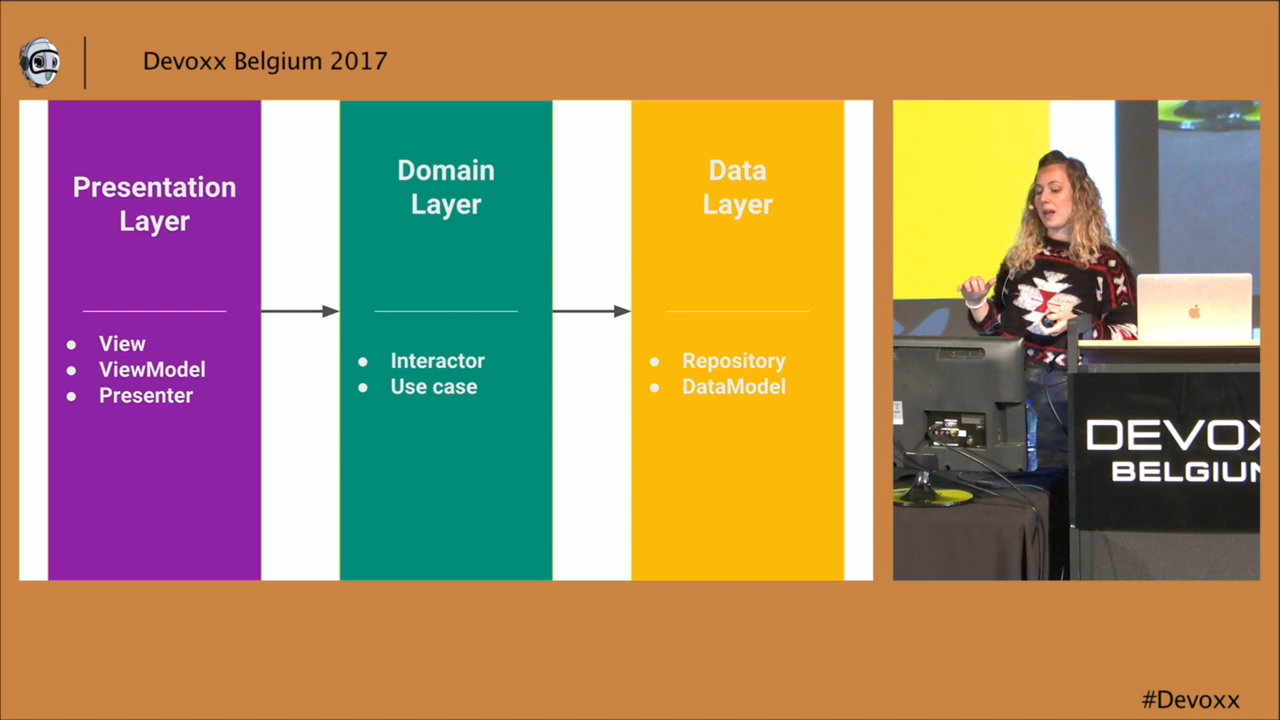 Devoxx Belgium 2017
Presentation
Layer
● View
● ViewModel
● Presenter
Domain
Layer
● Interactor
● Use case
Data
Layer
● Repository
● DataModel
DEVOX
BELGIUM
#Devoxx